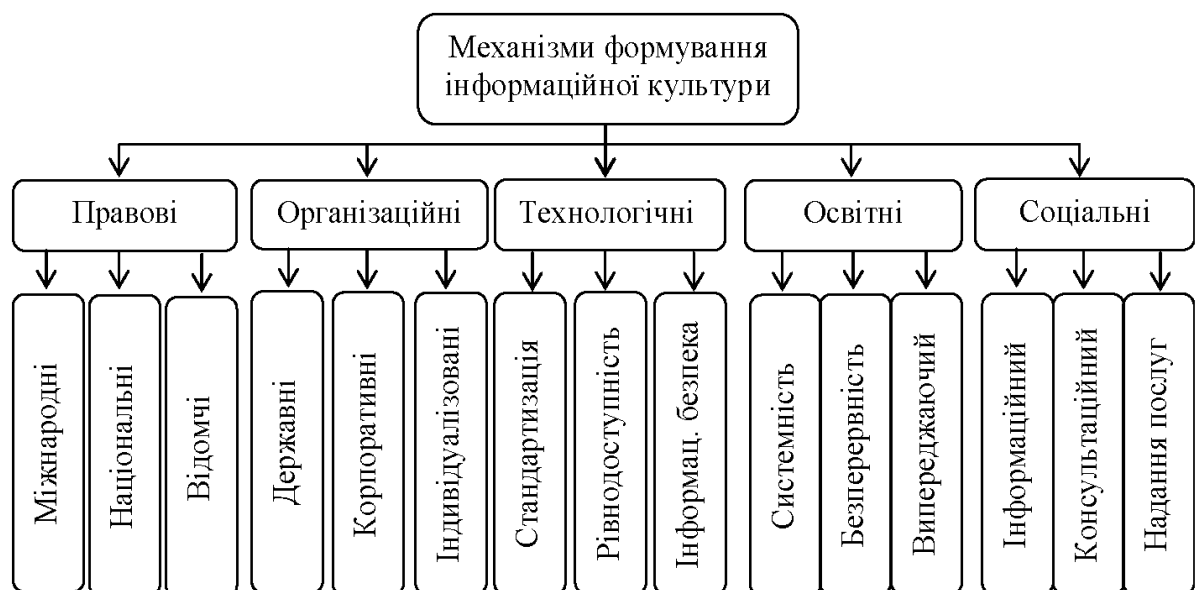 Механізми формування
інформаційної культури
Правові
Організаційні
Технологічні
Освітні
Соціальні
Міжнародні
Національні
Відомчі
Державні
Корпоративні
Індивідуалізовані
Стандартизація
Рівнодоступність
Інформац. безпека
Системність
Безперервність
Випереджаючий
Інформаційний
Консультаційний
Надання послуг